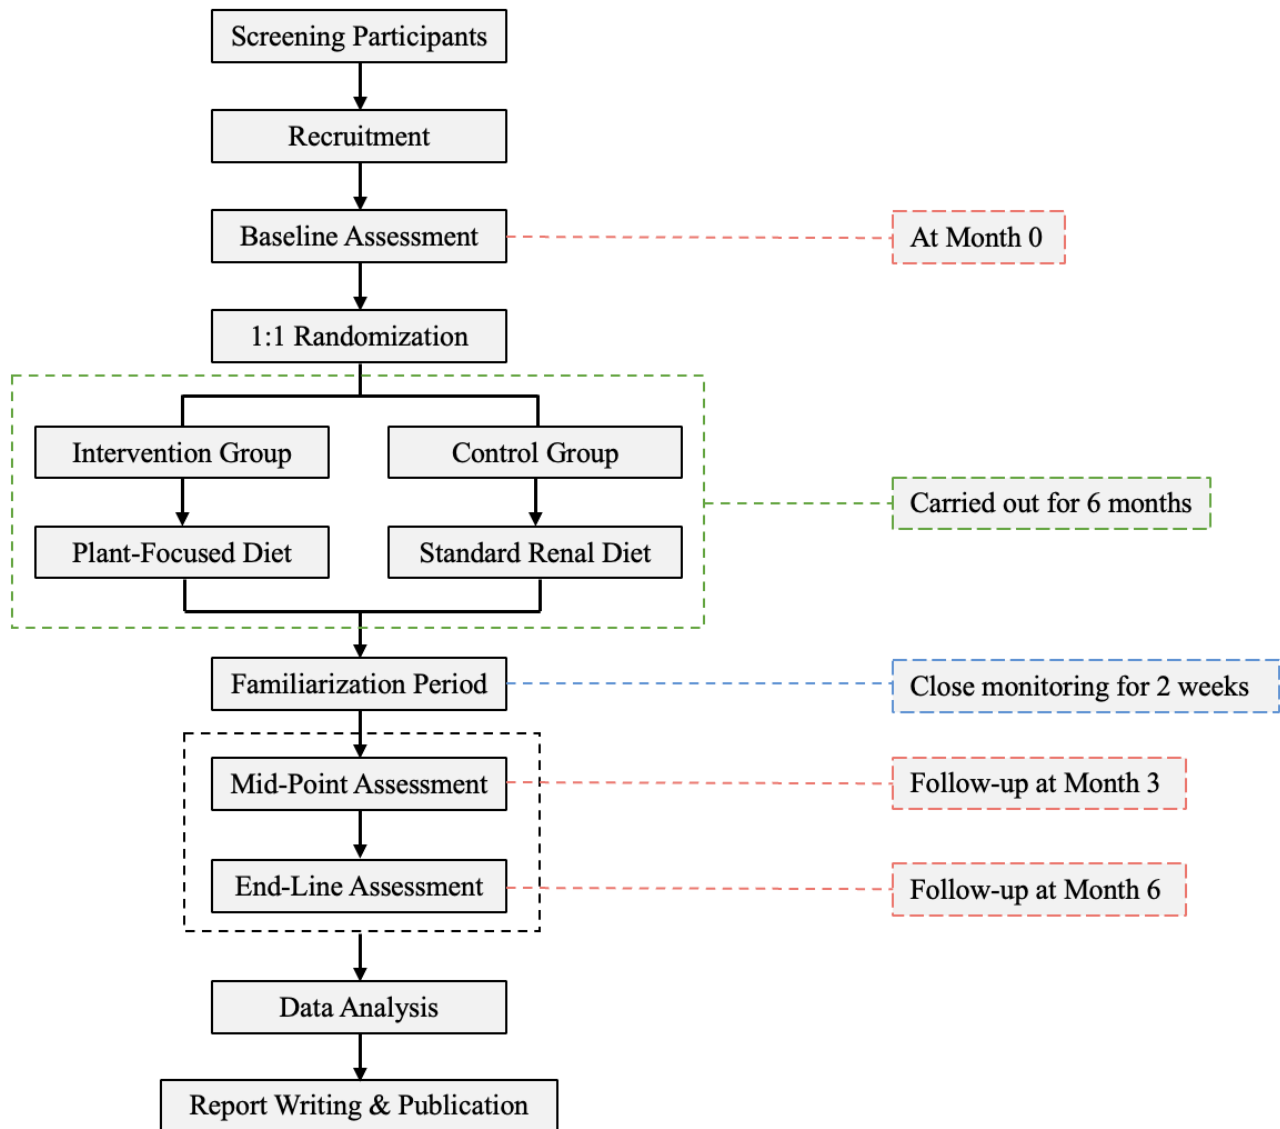 Screening Participants
Recruitment
Baseline Assessment
At Month 0
1:1 Randomization
Intervention Group
Control Group
Carried out for 6 months
Plant-Focused Diet
Standard Renal Diet
Familiarization Period
Close monitoring for 2 weeks
Mid-Point Assessment
Follow-up at Month 3
End-Line Assessment
Follow-up at Month 6
Data Analysis
Report Writing & Publication